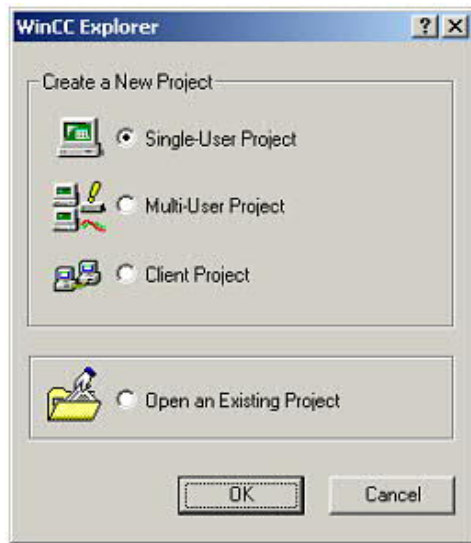 WinCC Explorer
Create a New Project
Single-User Project
Multi-User Project
Client Project
Open an Existing Project
OK
Cancel